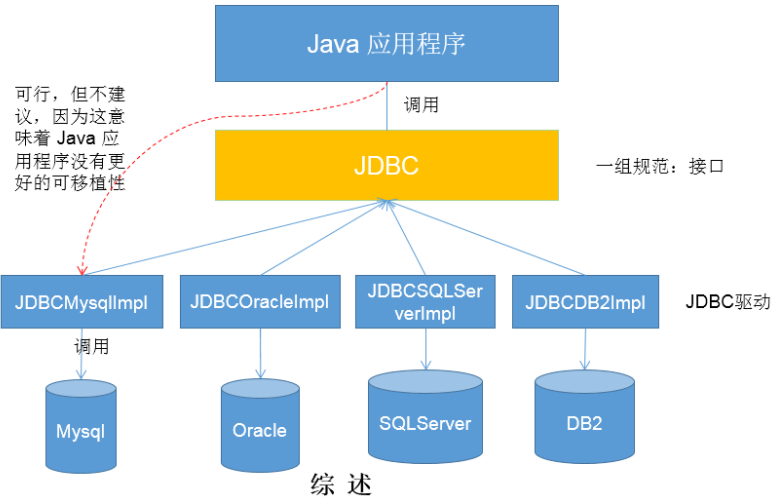 Java 应用程序
可行，但不建
议，因为这意
味着 Java 应
用程序没有更
好的可移植性
调用
JDBC
一组规范：接口
JDBCMysqlImpl
JDBCOracleImpl
JDBCSQLSer
verImpl
JDBCDB2Impl
JDBC驱动
调用
Mysql
Oracle
SQLServer
DB2
综 述